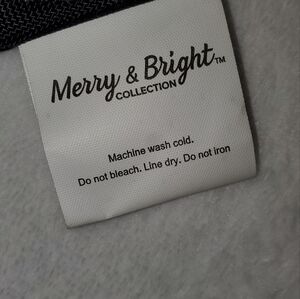 Merry & Bright™
COLLECTION
Machine wash cold.
Do not bleach. Line dry. Do not iron